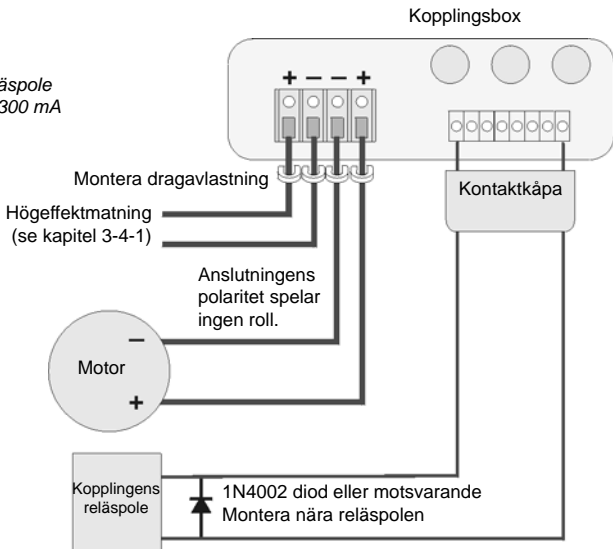 Kopplingsbox
300 mA
+ – – +
Montera dragavlastning
Kontaktkåpa
Högeffektmatning
(se kapitel 3-4-1)
Anslutningens
polaritet spelar
ingen roll.
–
Motor
+
Kopplingens
reläspole
1N4002 diod eller motsvarande
Montera nära reläspolen